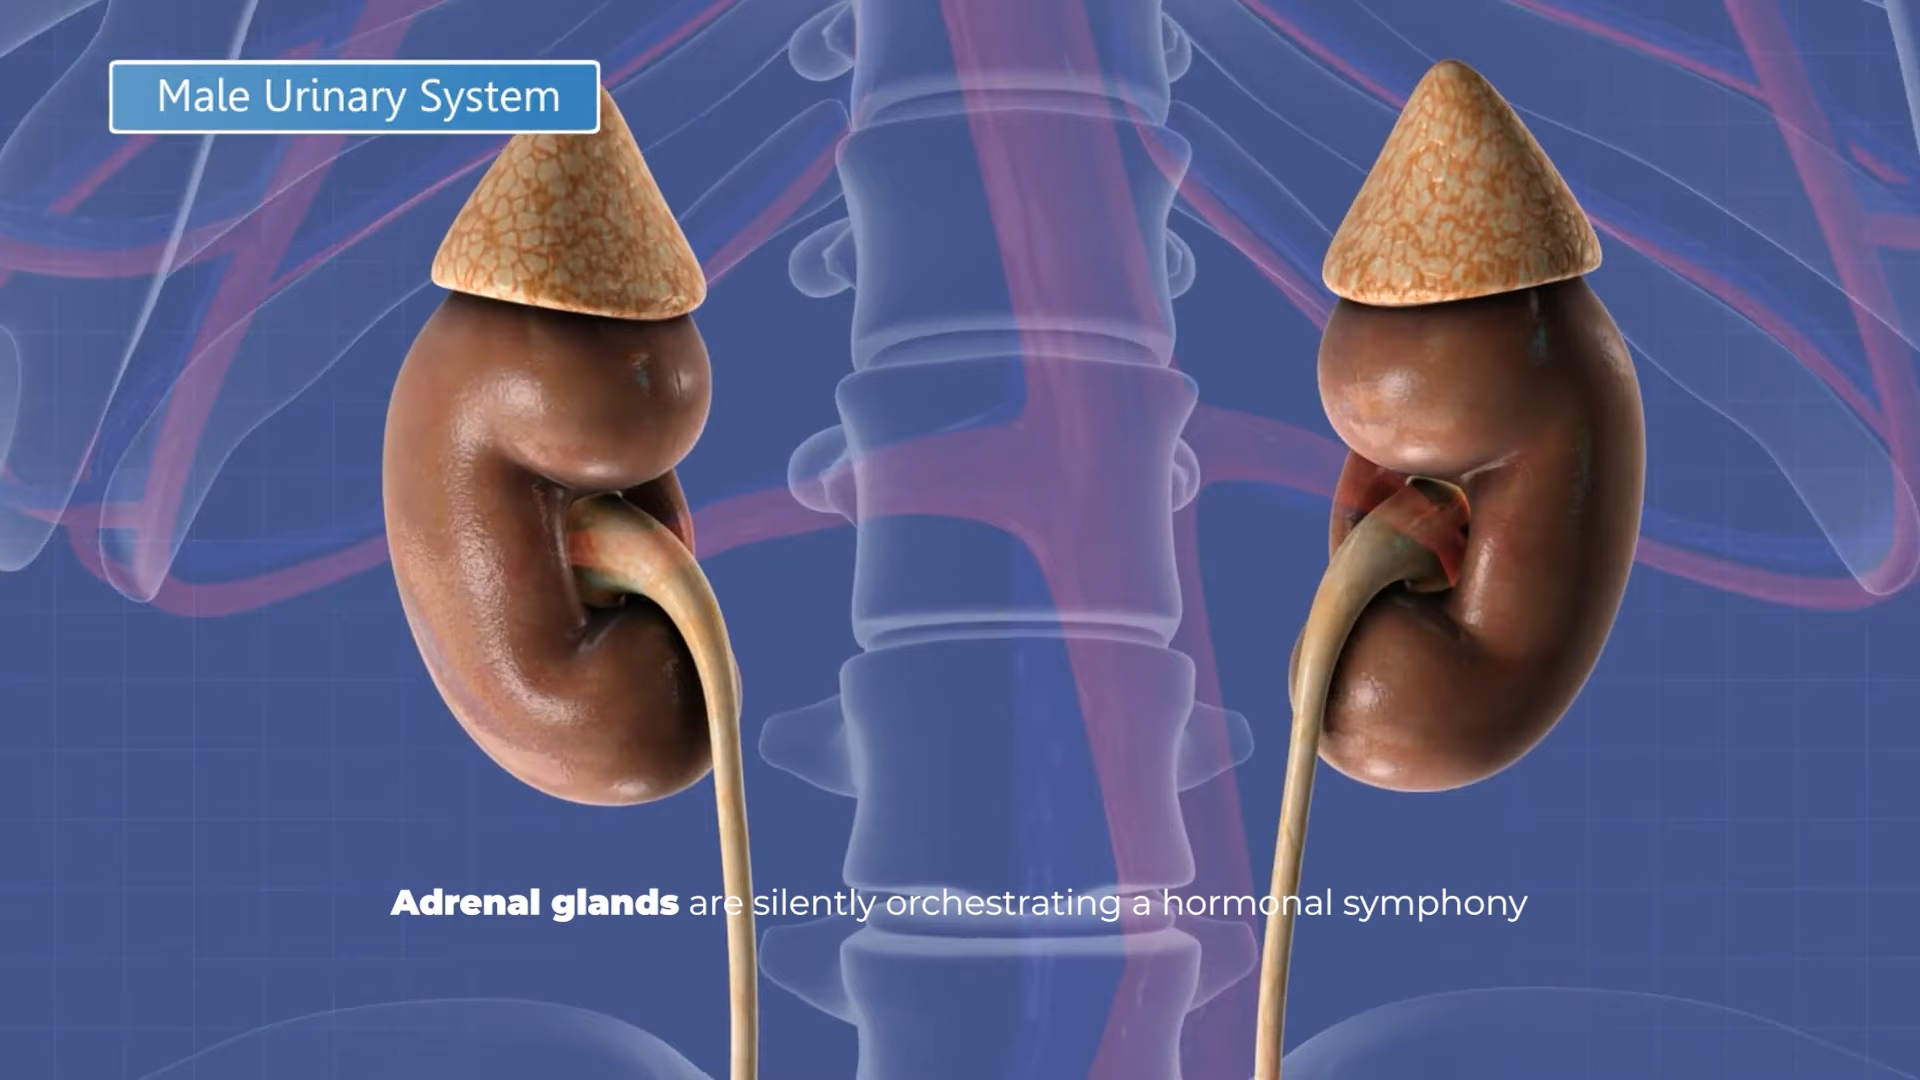 Male Urinary System
Adrenal glands are silently orchestrating a hormonal symphony